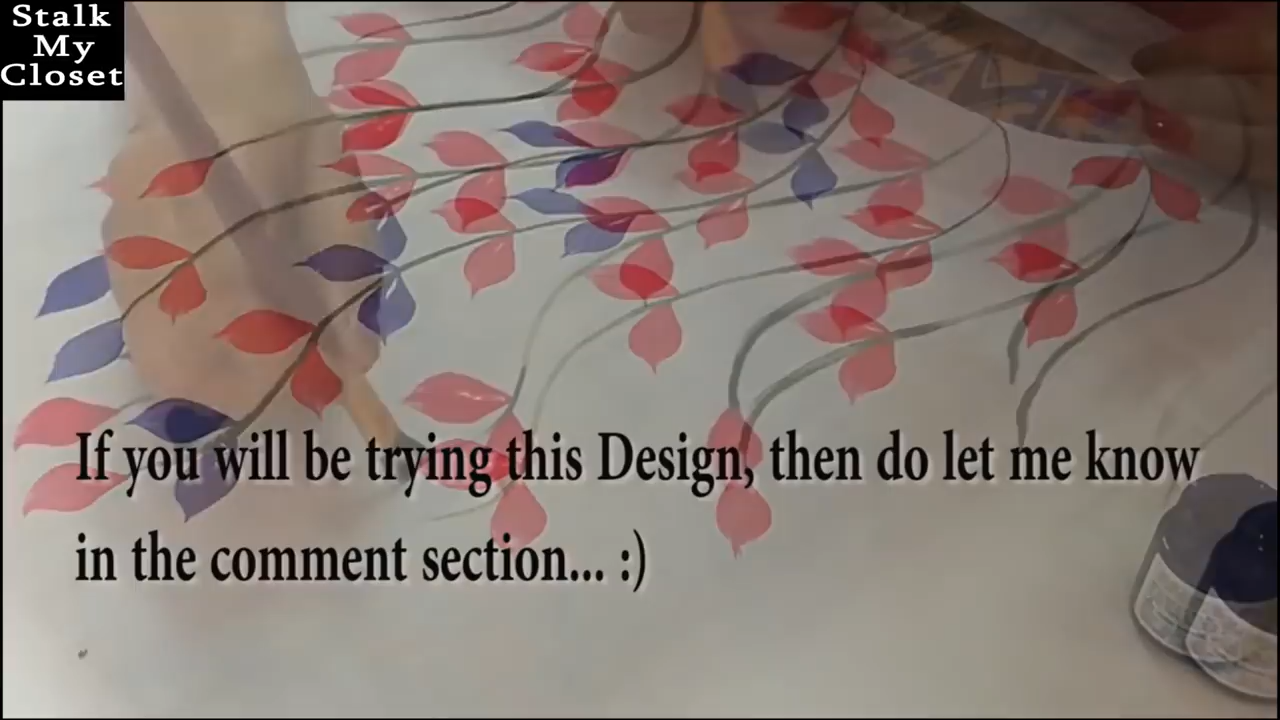 Stalk
My
Closet
If you will be trying this Design, then do let me know
in the comment section... :)